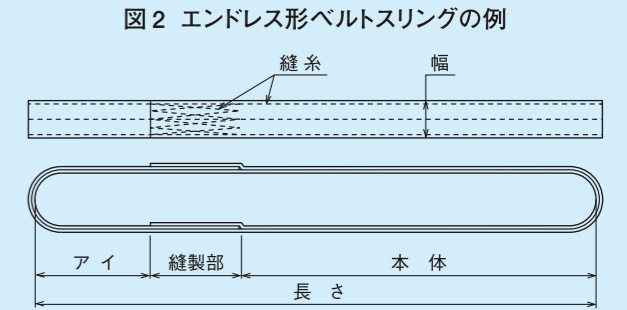 図2 エンドレス形ベルトスリングの例
縫糸
幅
アイ
縫製部
本体
長さ